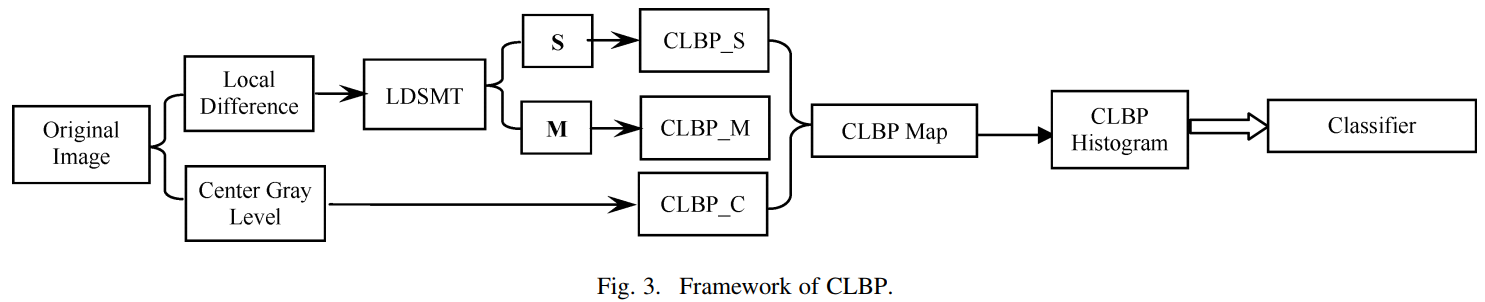 Original
Image
Local
Difference
Center Gray
Level
LDSMT
S
M
CLBP_S
CLBP_M
CLBP_C
CLBP Map
CLBP
Histogram
Classifier
Fig. 3. Framework of CLBP.